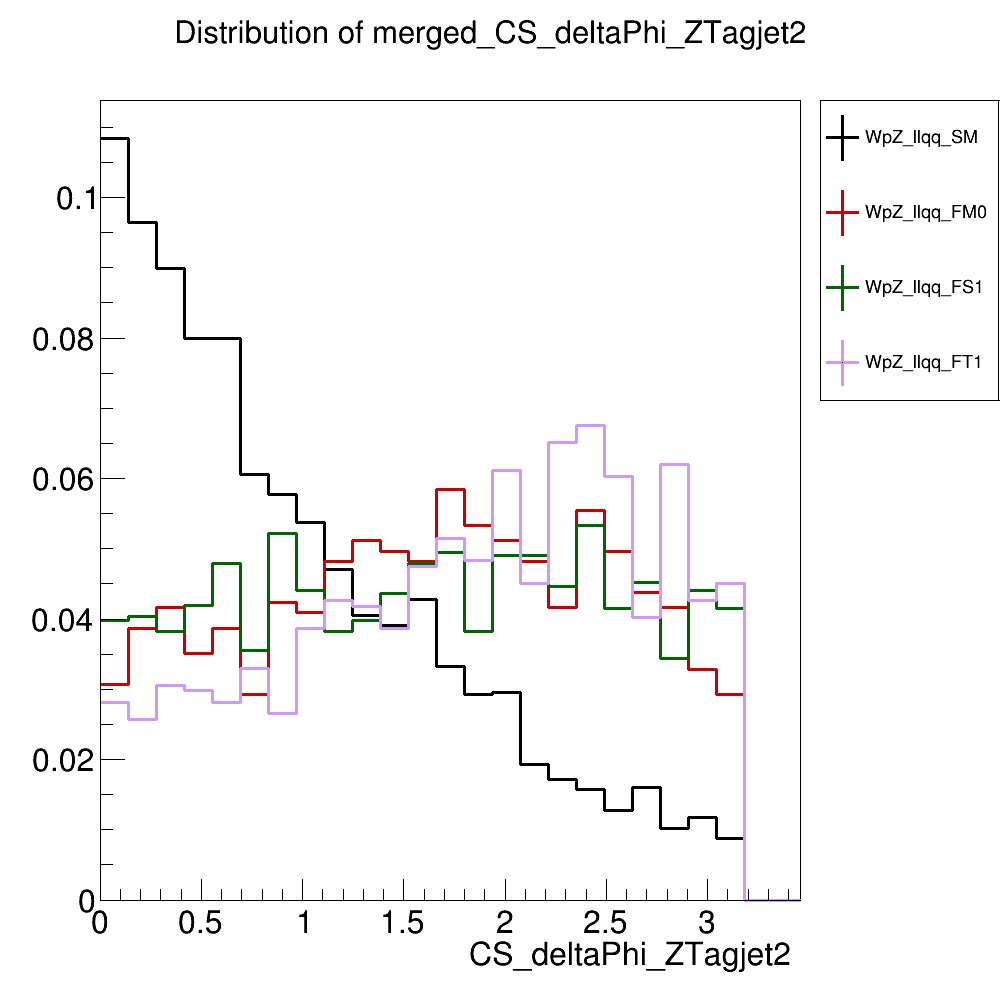 Distribution of merged_CS_deltaPhi_ZTagjet2
WpZ_llqq_SM
WpZ_llqq_FM0
WpZ_llqq_FS1
WpZ_llqq_FT1
0.1
0.08
0.06
0.04
0.02
0
0 0.5 1 1.5 2 2.5 3
CS_deltaPhi_ZTagjet2